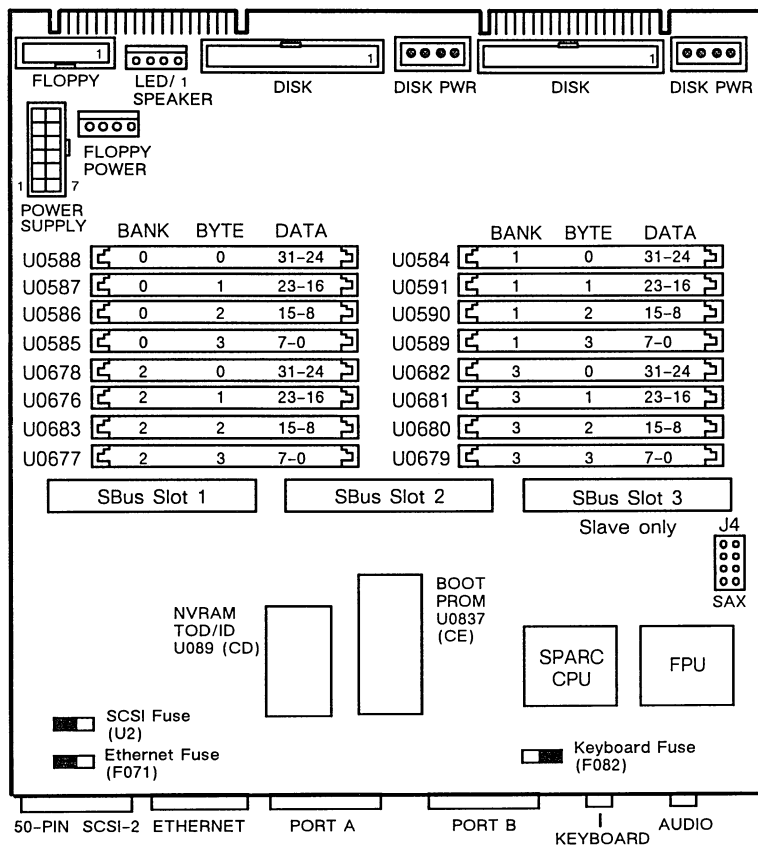 1
1
FLOPPY
LED/ 1
SPEAKER
DISK
DISK PWR
DISK
DISK PWR
1
FLOPPY
POWER
1
7
POWER
SUPPLY
BANK BYTE DATA
U0588 0 0 31-24
U0587 0 1 23-16
U0586 0 2 15-8
U0585 0 3 7-0
U0678 2 0 31-24
U0676 2 1 23-16
U0683 2 2 15-8
U0677 2 3 7-0
BANK BYTE DATA
U0584 1 0 31-24
U0591 1 1 23-16
U0590 1 2 15-8
U0589 1 3 7-0
U0682 3 0 31-24
U0681 3 1 23-16
U0680 3 2 15-8
U0679 3 3 7-0
SBus Slot 1
SBus Slot 2
SBus Slot 3
Slave only
J4
SAX
NVRAM
TOD/ID
U089 (CD)
BOOT
PROM
U0837
(CE)
SPARC
CPU
FPU
SCSI Fuse
(U2)
Ethernet Fuse
(F071)
Keyboard Fuse
(F082)
50-PIN SCSI-2
ETHERNET
PORT A
PORT B
KEYBOARD
AUDIO